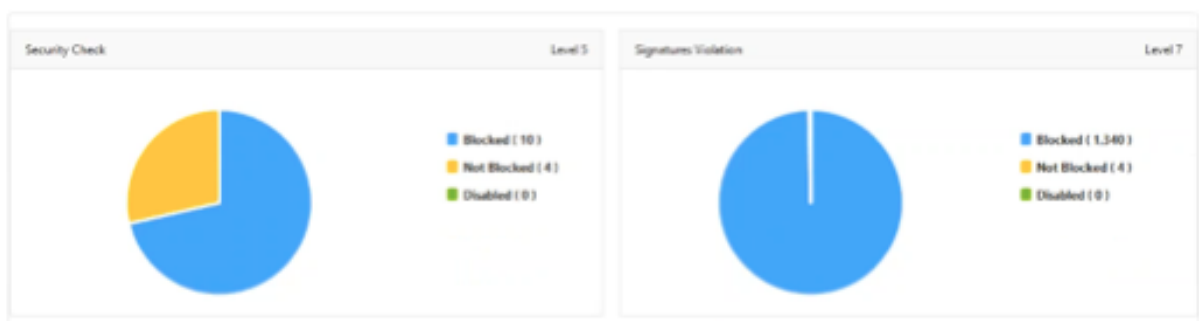 Security Check
Level 5
Blocked ( 10 )
Not Blocked ( 4 )
Disabled ( 0 )
Signatures Violation
Level 7
Blocked ( 1,340 )
Not Blocked ( 4 )
Disabled ( 0 )